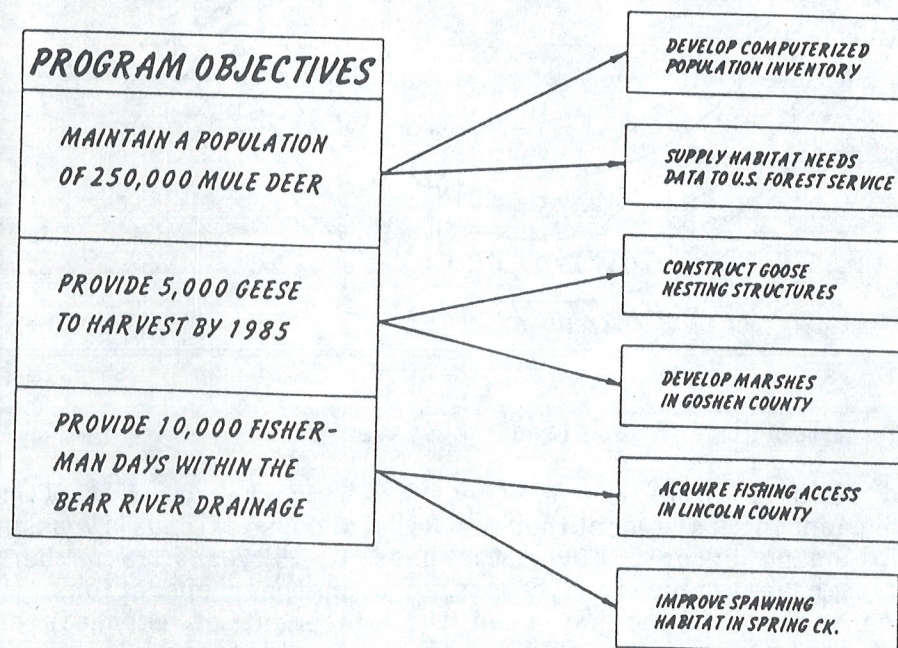 PROGRAM OBJECTIVES
MAINTAIN A POPULATION
OF 250,000 MULE DEER
PROVIDE 5,000 GEESE
TO HARVEST BY 1985
PROVIDE 10,000 FISHER-
MAN DAYS WITHIN THE
BEAR RIVER DRAINAGE
DEVELOP COMPUTERIZED
POPULATION INVENTORY
SUPPLY HABITAT NEEDS
DATA TO U.S. FOREST SERVICE
CONSTRUCT GOOSE
NESTING STRUCTURES
DEVELOP MARSHES
IN GOSHEN COUNTY
ACQUIRE FISHING ACCESS
IN LINCOLN COUNTY
IMPROVE SPAWNING
HABITAT IN SPRING CK.